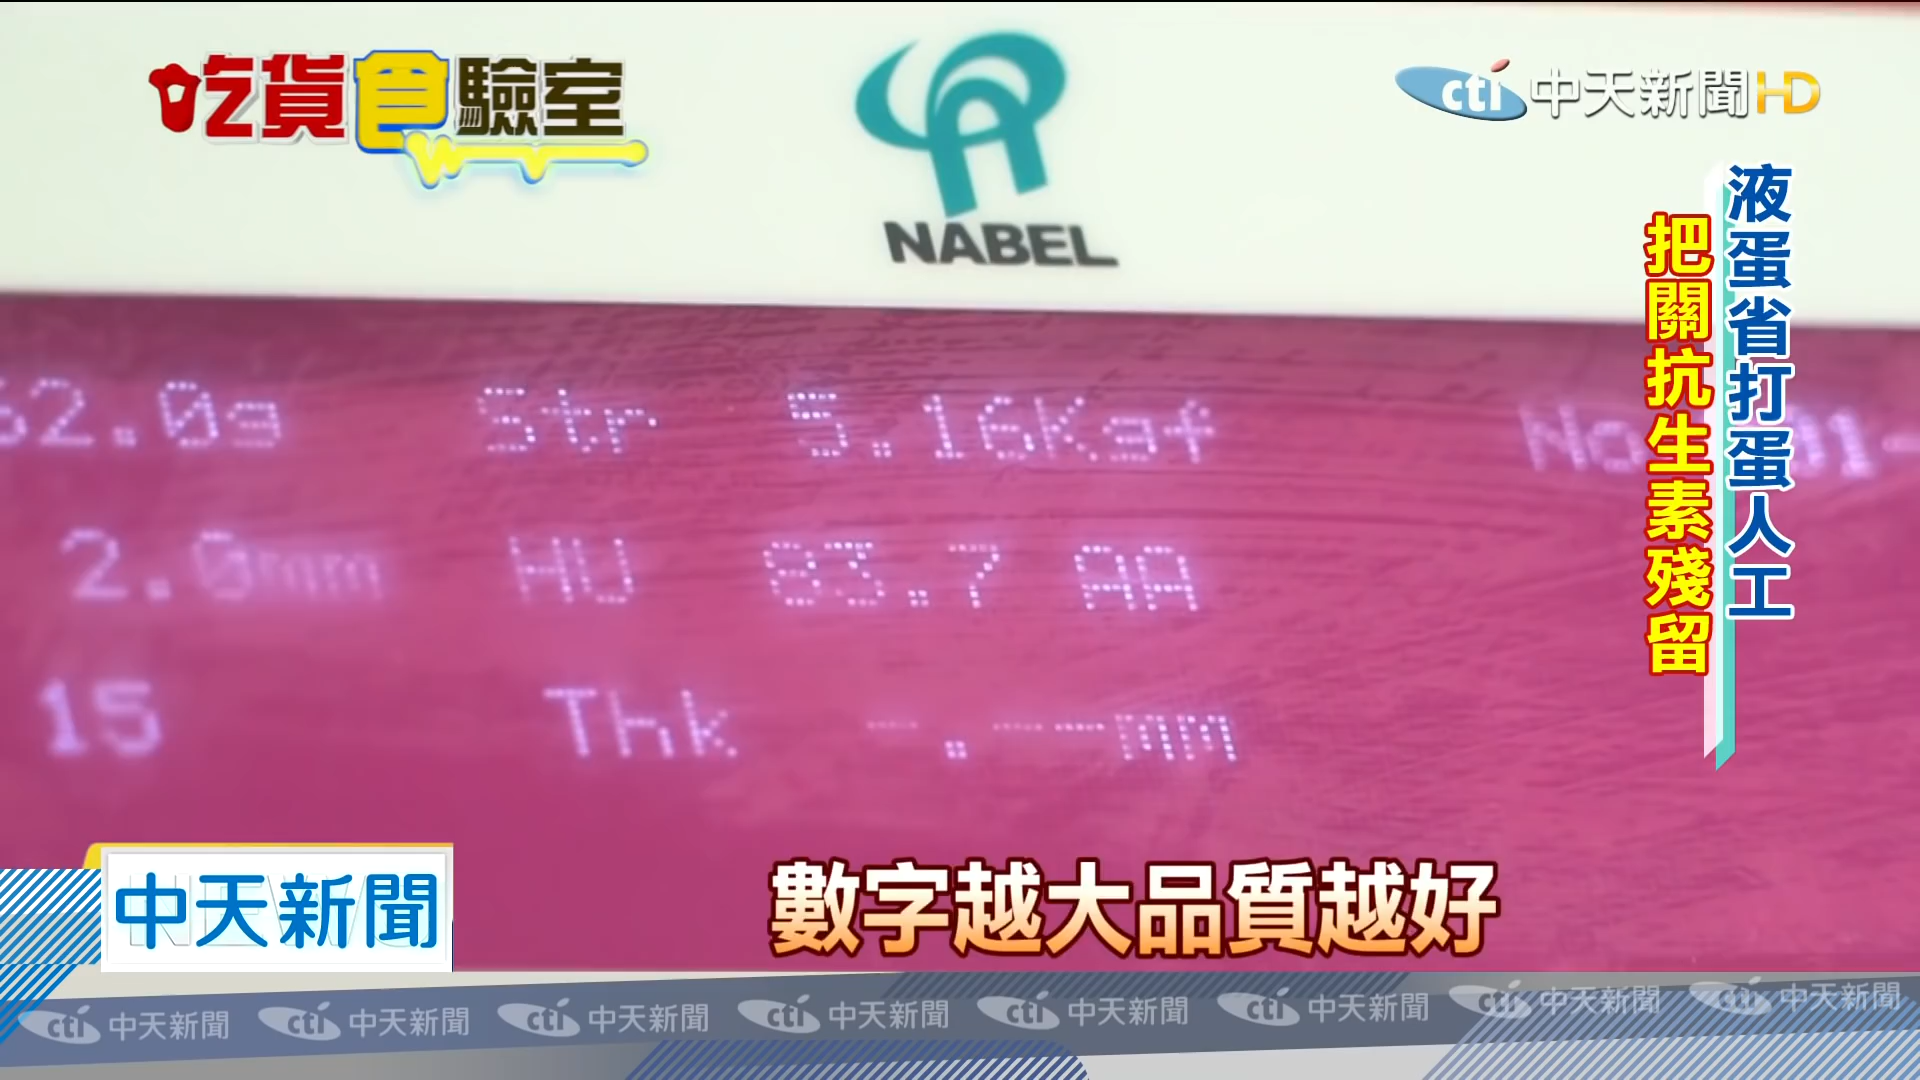 吃貨食驗室
NABEL
cti 中天新聞HD
液蛋省打蛋人工
把關抗生素殘留
62.0g Str 5.16Kgf No 01-
2.0mm HU 83.7 AA
15 Thk -.--mm
數字越大品質越好
中天新聞
cti 中天新聞 cti 中天新聞 cti 中天新聞 cti 中天新聞 cti 中天新聞 cti 中天新聞 cti 中天新聞 cti 中天新聞